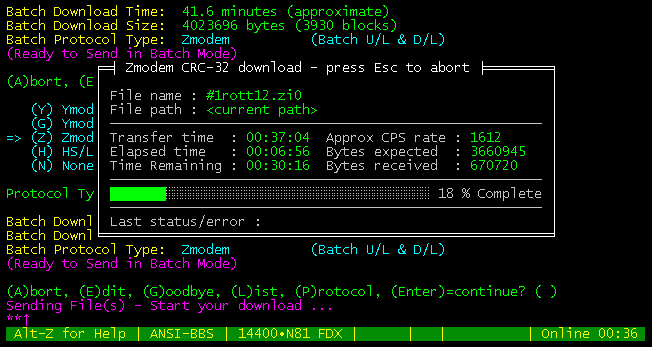 Batch Download Time:  41.6 minutes (approximate)
Batch Download Size:  4023696 bytes (3930 blocks)
Batch Protocol Type:  Zmodem          (Batch U/L & D/L)
(Ready to Send in Batch Mode)
Zmodem CRC-32 download - press Esc to abort
(A)bort, (E
File name : #1rott12.zi0
File path : <current path>
(Y) Ymod
(G) Ymod
=> (Z) Zmod
(H) HS/L
(N) None
Transfer time  : 00:37:04  Approx CPS rate : 1612
Elapsed time   : 00:06:56  Bytes expected  : 3660945
Time Remaining : 00:30:16  Bytes received  : 670720
Protocol Ty
18 % Complete
Batch Downl
Batch Downl
Last status/error :
Batch Protocol Type:  Zmodem          (Batch U/L & D/L)
(Ready to Send in Batch Mode)
(A)bort, (E)dit, (G)oodbye, (L)ist, (P)rotocol, (Enter)=continue? ( )
Sending File(s) - Start your download ...
**↑
Alt-Z for Help | ANSI-BBS | 14400•N81 FDX | | | | Online 00:36